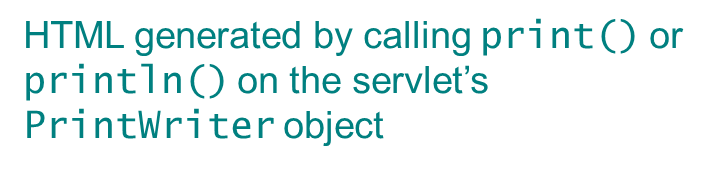 HTML generated by calling print() or
println() on the servlet’s
PrintWriter object